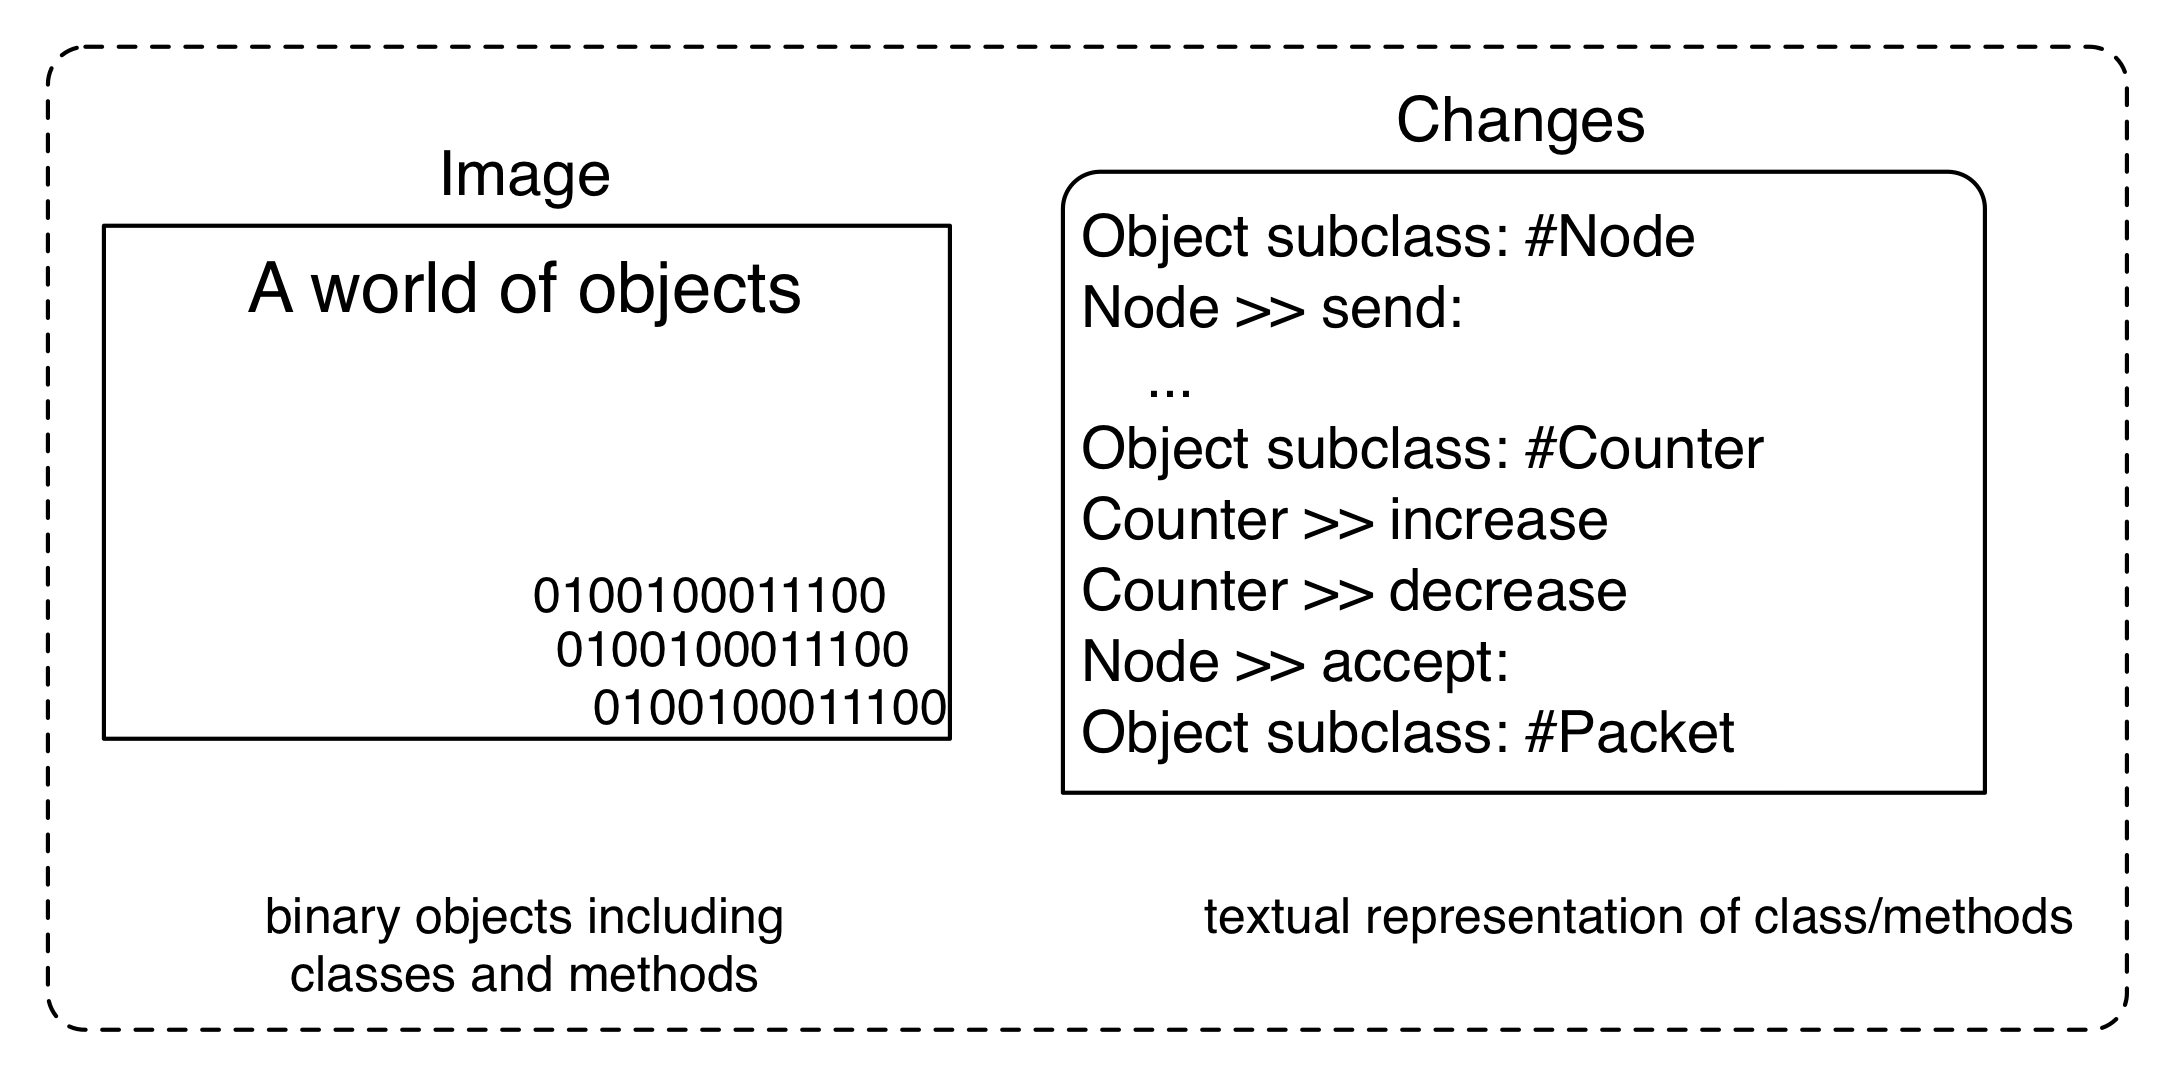 Image
A world of objects
0100100011100
0100100011100
0100100011100
binary objects including
classes and methods
Changes
Object subclass: #Node
Node >> send:
...
Object subclass: #Counter
Counter >> increase
Counter >> decrease
Node >> accept:
Object subclass: #Packet
textual representation of class/methods